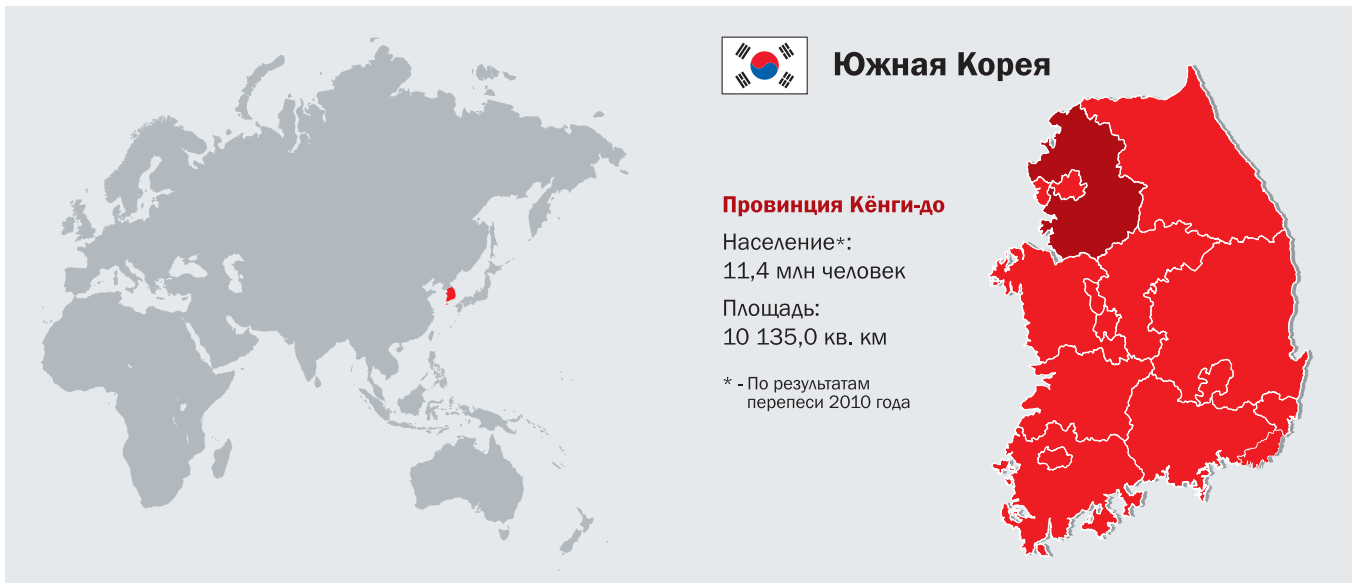 Южная Корея
Провинция Кёнги-до
Население*:
11,4 млн человек
Площадь:
10 135,0 кв. км
* - По результатам
перепеси 2010 года